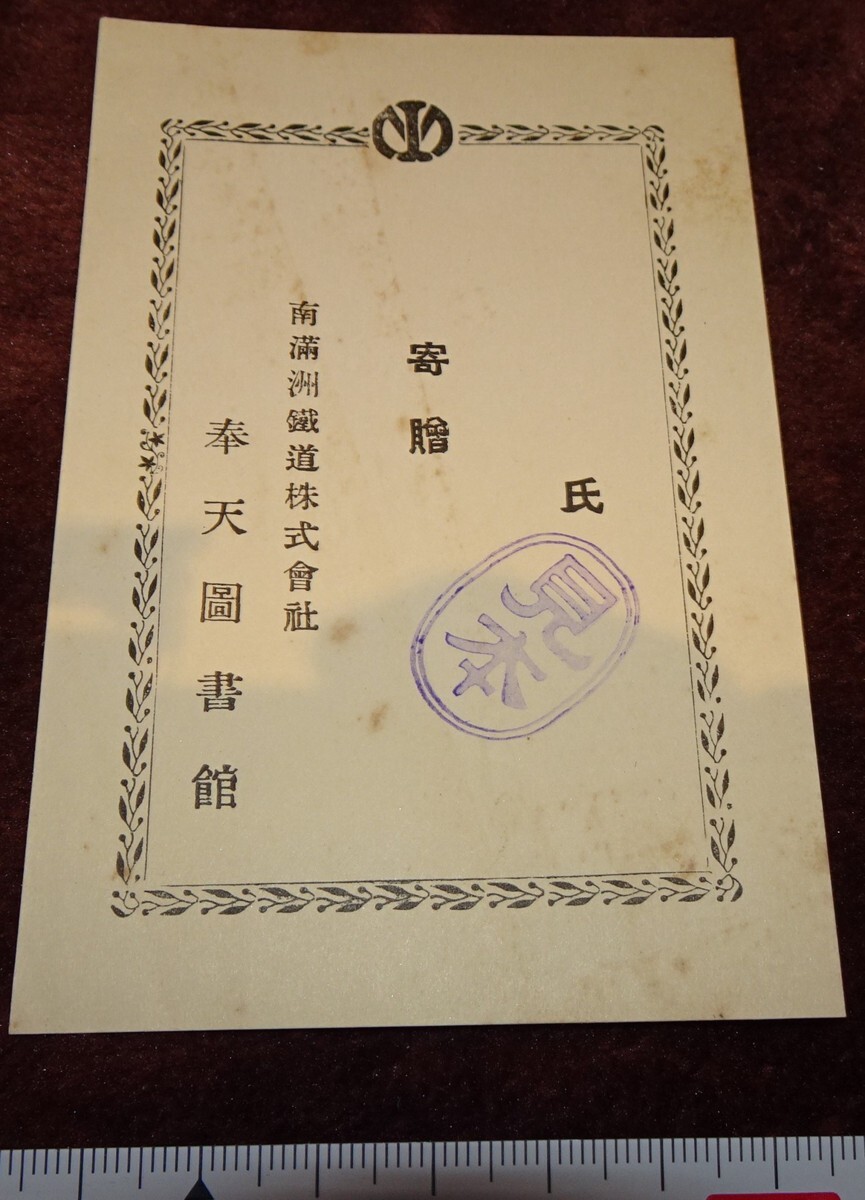 氏
寄贈
南滿洲鐵道株式會社
奉天圖書館
見本